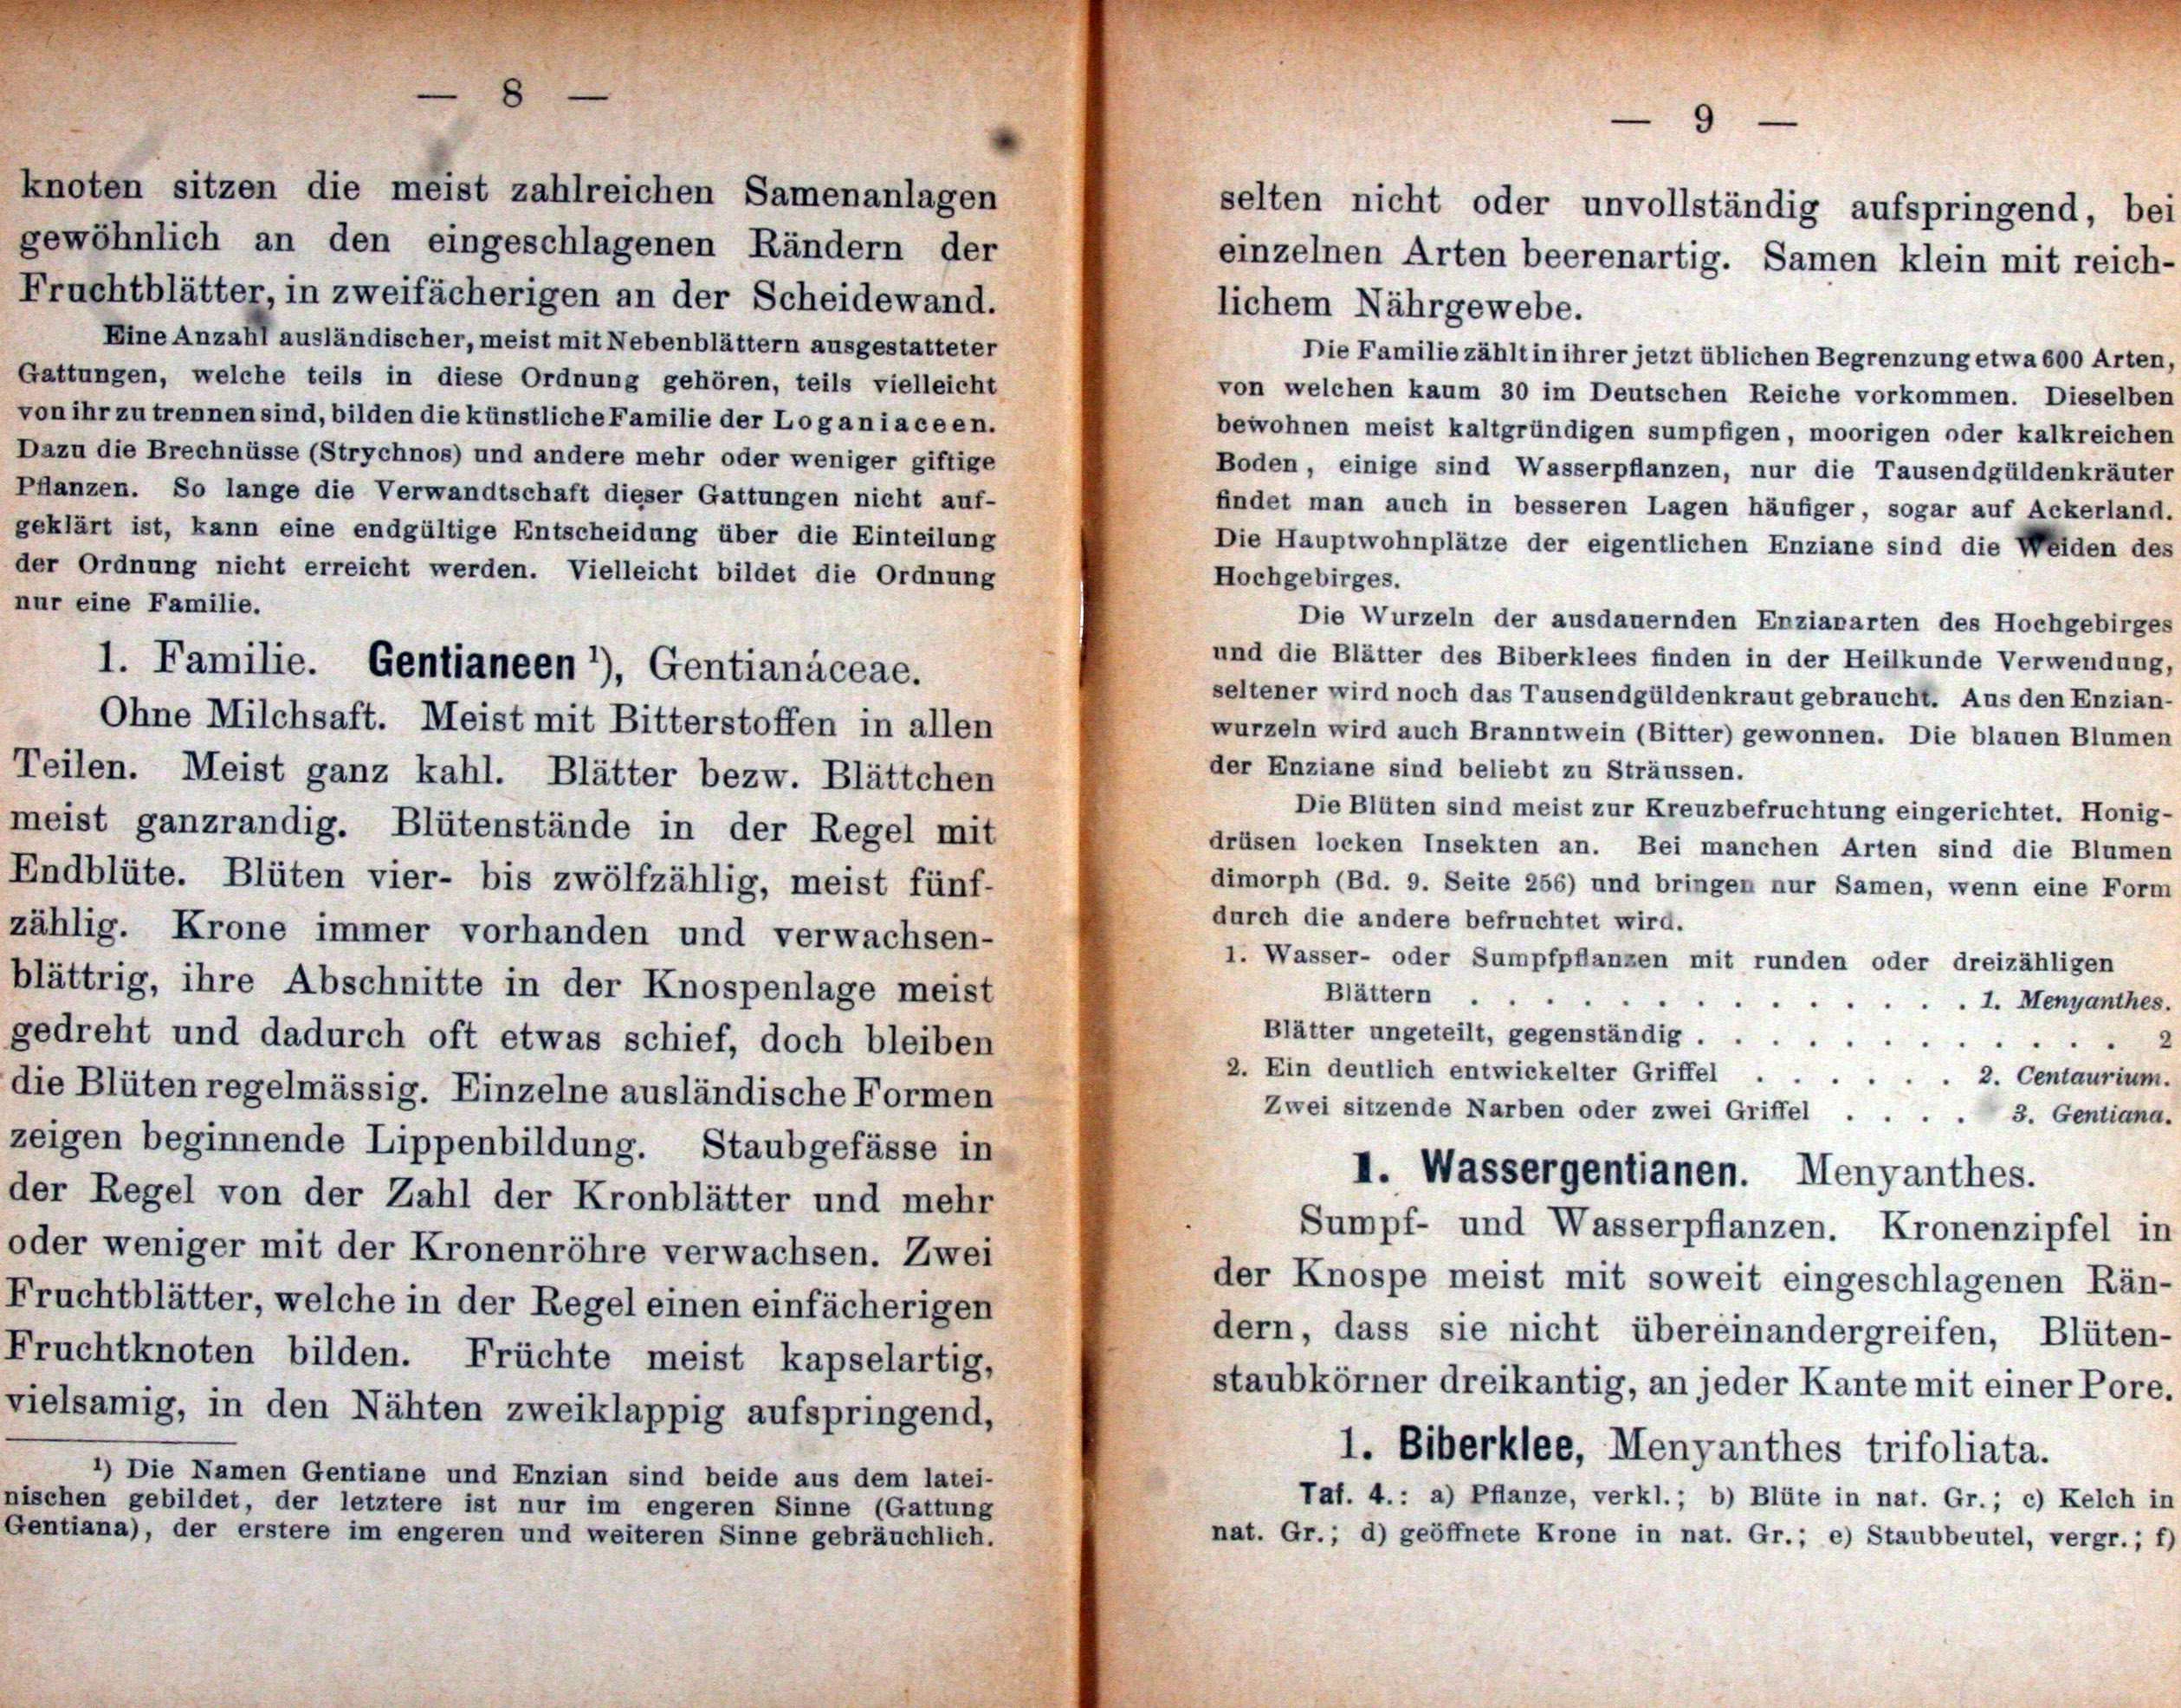 — 8 —
knoten sitzen die meist zahlreichen Samenanlagen
gewöhnlich an den eingeschlagenen Rändern der
Fruchtblätter, in zweifächerigen an der Scheidewand.
Eine Anzahl ausländischer, meist mit Nebenblättern ausgestatteter
Gattungen, welche teils in diese Ordnung gehören, teils vielleicht
von ihr zu trennen sind, bilden die künstliche Familie der Loganiaceen.
Dazu die Brechnüsse (Strychnos) und andere mehr oder weniger giftige
Pflanzen. So lange die Verwandtschaft dieser Gattungen nicht auf-
geklärt ist, kann eine endgültige Entscheidung über die Einteilung
der Ordnung nicht erreicht werden. Vielleicht bildet die Ordnung
nur eine Familie.
1. Familie. Gentianeen ¹), Gentianáceae.
Ohne Milchsaft. Meist mit Bitterstoffen in allen
Teilen. Meist ganz kahl. Blätter bezw. Blättchen
meist ganzrandig. Blütenstände in der Regel mit
Endblüte. Blüten vier- bis zwölfzählig, meist fünf-
zählig. Krone immer vorhanden und verwachsen-
blättrig, ihre Abschnitte in der Knospenlage meist
gedreht und dadurch oft etwas schief, doch bleiben
die Blüten regelmässig. Einzelne ausländische Formen
zeigen beginnende Lippenbildung. Staubgefässe in
der Regel von der Zahl der Kronblätter und mehr
oder weniger mit der Kronenröhre verwachsen. Zwei
Fruchtblätter, welche in der Regel einen einfächerigen
Fruchtknoten bilden. Früchte meist kapselartig,
vielsamig, in den Nähten zweiklappig aufspringend,
¹) Die Namen Gentiane und Enzian sind beide aus dem latei-
nischen gebildet, der letztere ist nur im engeren Sinne (Gattung
Gentiana), der erstere im engeren und weiteren Sinne gebräuchlich.
— 9 —
selten nicht oder unvollständig aufspringend, bei
einzelnen Arten beerenartig. Samen klein mit reich-
lichem Nährgewebe.
Die Familie zählt in ihrer jetzt üblichen Begrenzung etwa 600 Arten,
von welchen kaum 30 im Deutschen Reiche vorkommen. Dieselben
bewohnen meist kaltgründigen sumpfigen, moorigen oder kalkreichen
Boden, einige sind Wasserpflanzen, nur die Tausendgüldenkräuter
findet man auch in besseren Lagen häufiger, sogar auf Ackerland.
Die Hauptwohnplätze der eigentlichen Enziane sind die Weiden des
Hochgebirges.
Die Wurzeln der ausdauernden Enzianarten des Hochgebirges
und die Blätter des Biberklees finden in der Heilkunde Verwendung,
seltener wird noch das Tausendgüldenkraut gebraucht. Aus den Enzian-
wurzeln wird auch Branntwein (Bitter) gewonnen. Die blauen Blumen
der Enziane sind beliebt zu Sträussen.
Die Blüten sind meist zur Kreuzbefruchtung eingerichtet. Honig-
drüsen locken Insekten an. Bei manchen Arten sind die Blumen
dimorph (Bd. 9. Seite 256) und bringen nur Samen, wenn eine Form
durch die andere befruchtet wird.
1. Wasser- oder Sumpfpflanzen mit runden oder dreizähligen
Blättern . . . . . . . . . . . . . . 1. Menyanthes.
Blätter ungeteilt, gegenständig . . . . . . . . . . . . 2
2. Ein deutlich entwickelter Griffel . . . . . . 2. Centaurium.
Zwei sitzende Narben oder zwei Griffel . . . . 3. Gentiana.
I. Wassergentianen. Menyanthes.
Sumpf- und Wasserpflanzen. Kronenzipfel in
der Knospe meist mit soweit eingeschlagenen Rän-
dern, dass sie nicht übereinandergreifen, Blüten-
staubkörner dreikantig, an jeder Kante mit einer Pore.
1. Biberklee, Menyanthes trifoliata.
Taf. 4.: a) Pflanze, verkl.; b) Blüte in nat. Gr.; c) Kelch in
nat. Gr.; d) geöffnete Krone in nat. Gr.; e) Staubbeutel, vergr.; f)